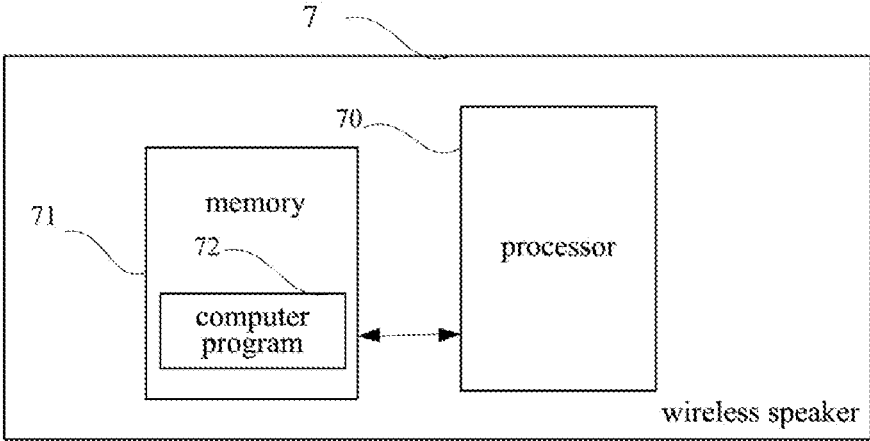 7
70
memory
71
processor
72
computer
program
wireless speaker